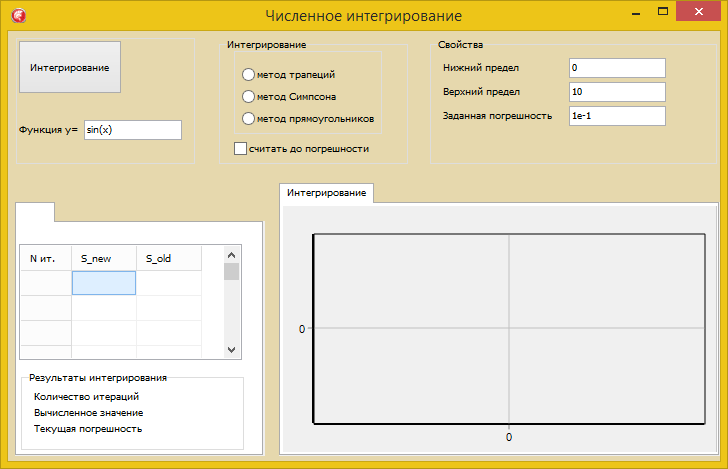 Численное интегрирование
Интегрирование
Функция y= sin(x)
Интегрирование
метод трапеций
метод Симпсона
метод прямоугольников
считать до погрешности
Свойства
Нижний предел 0
Верхний предел 10
Заданная погрешность 1e-1
N ит. S_new S_old
Результаты интегрирования
Количество итераций
Вычисленное значение
Текущая погрешность
Интегрирование
0
0